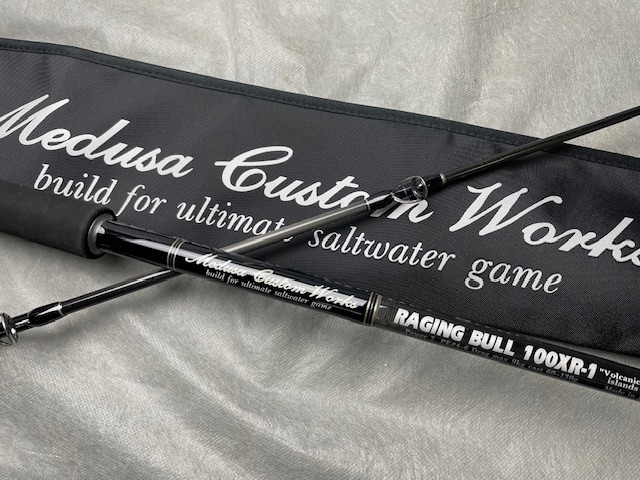 Medusa Custom Works
build for ultimate saltwater game
Medusa Custom Works
build for ultimate saltwater game
RAGING BULL 100XR-1
"Volcanic
islands